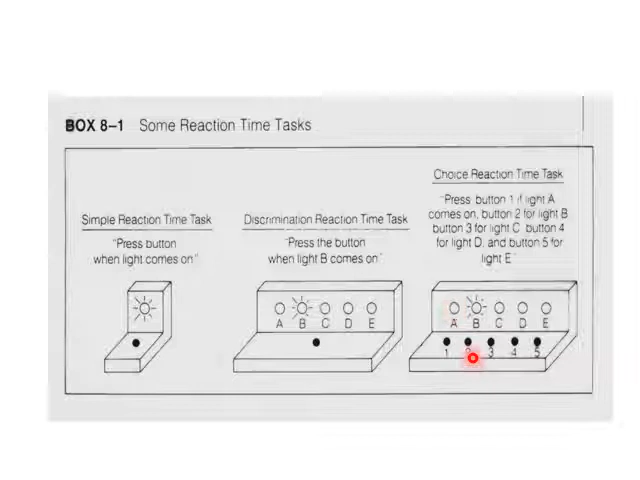 BOX 8–1 Some Reaction Time Tasks
Simple Reaction Time Task
"Press button
when light comes on"
A B C D E
Discrimination Reaction Time Task
"Press the button
when light B comes on"
Choice Reaction Time Task
"Press button 1 if light A
comes on, button 2 for light B
button 3 for light C button 4
for light D, and button 5 for
light E"
A B C D E
1 2 3 4 5